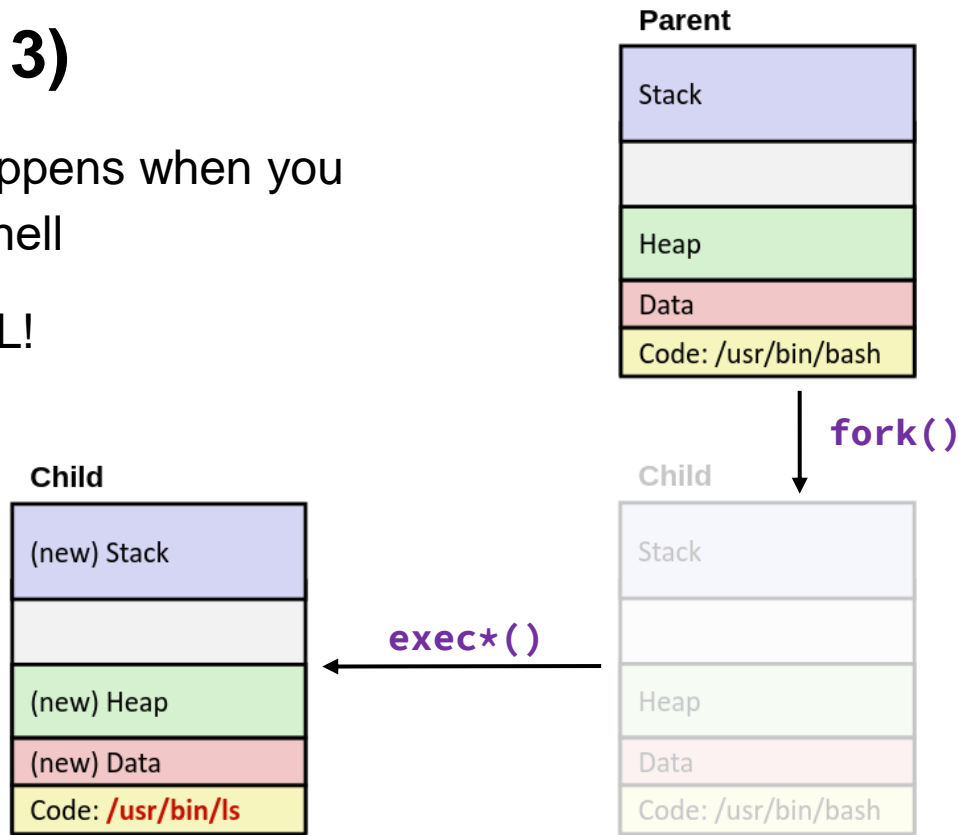 3)
ppens when you
nell
L!
Parent
Stack
Heap
Data
Code: /usr/bin/bash
fork()
Child
Stack
Heap
Data
Code: /usr/bin/bash
exec*()
Child
(new) Stack
(new) Heap
(new) Data
Code: /usr/bin/ls